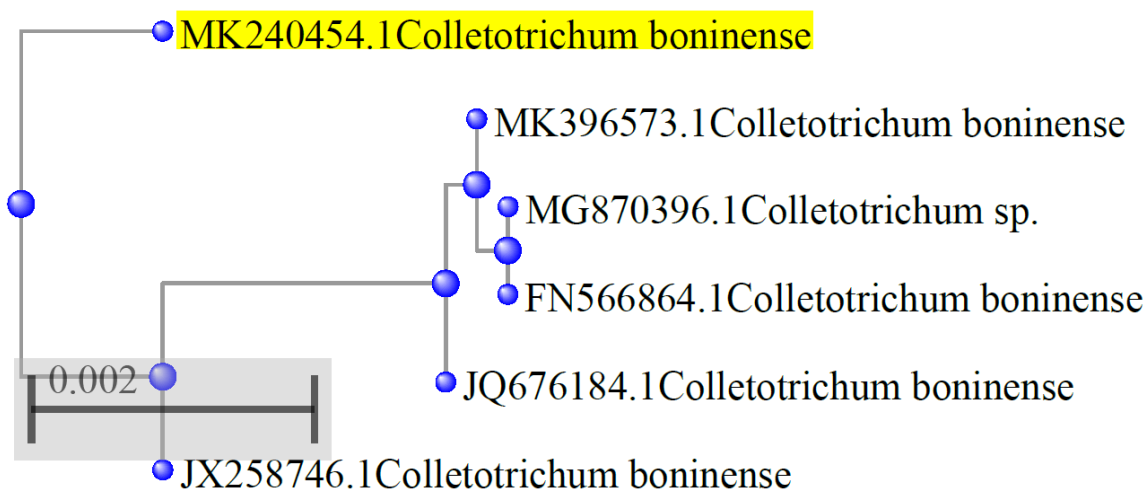 MK240454.1Colletotrichum boninense
MK396573.1Colletotrichum boninense
MG870396.1Colletotrichum sp.
FN566864.1Colletotrichum boninense
0.002
JQ676184.1Colletotrichum boninense
JX258746.1Colletotrichum boninense